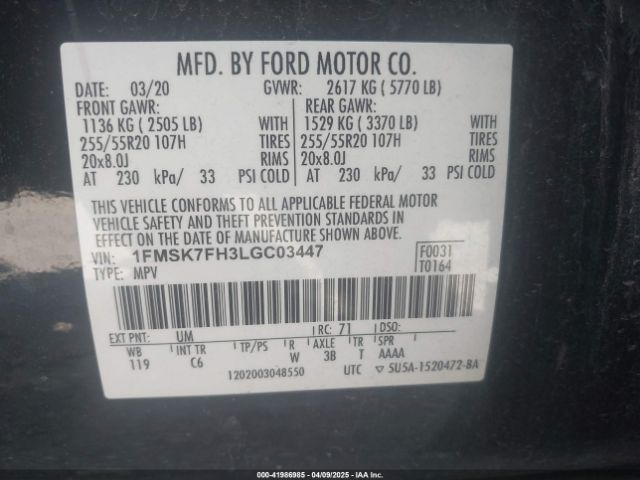 MFD. BY FORD MOTOR CO.
DATE: 03/20 GVWR: 2617 KG ( 5770 LB)
FRONT GAWR: REAR GAWR:
1136 KG ( 2505 LB) WITH 1529 KG ( 3370 LB) WITH
255/55R20 107H TIRES 255/55R20 107H TIRES
20x8.0J RIMS 20x8.0J RIMS
AT 230 kPa/ 33 PSI COLD AT 230 kPa/ 33 PSI COLD
THIS VEHICLE CONFORMS TO ALL APPLICABLE FEDERAL MOTOR
VEHICLE SAFETY AND THEFT PREVENTION STANDARDS IN
EFFECT ON THE DATE OF MANUFACTURE SHOWN ABOVE.
VIN: 1FMSK7FH3LGC03447 F0031
TYPE: MPV T0164
EXT PNT: UM RC: 71 DSO:
WB INT TR TP/PS R AXLE TR SPR
119 C6 W 3B T AAAA
1202003048550 UTC ▽ SU5A-1520472-BA
000-41986985 | 04/09/2025 | IAAI Inc.